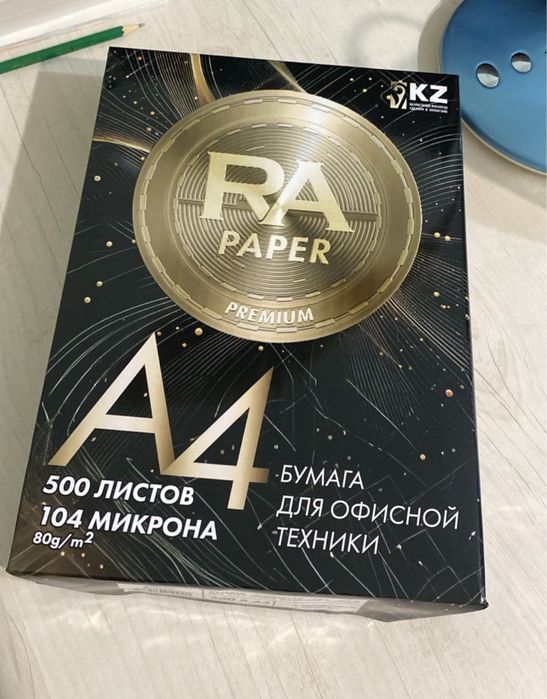 KZ
RA
PAPER
PREMIUM
A4
500 ЛИСТОВ
104 МИКРОНА
80g/m²
БУМАГА
ДЛЯ ОФИСНОЙ
ТЕХНИКИ